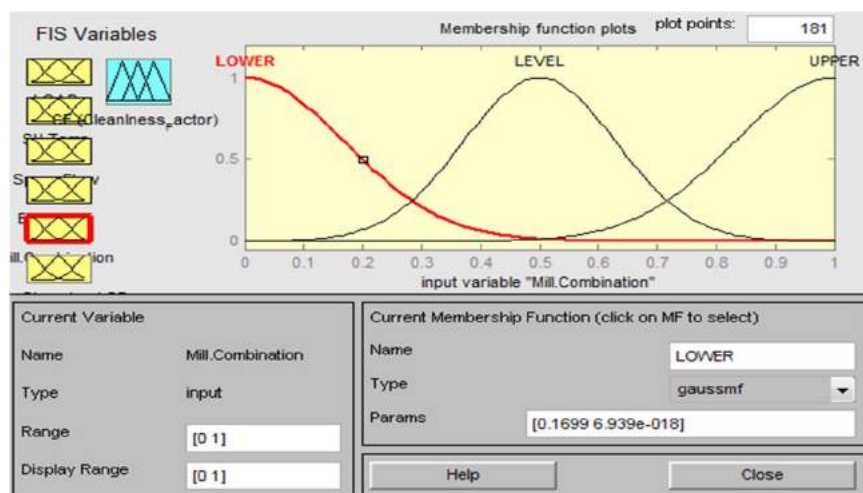 FIS Variables
Membership function plots
plot points: 181
LOWER LEVEL UPPER
1
0.5
0
0 0.1 0.2 0.3 0.4 0.5 0.6 0.7 0.8 0.9 1
input variable "Mill.Combination"
(Cleanlness_Factor)
ill.Combination
Current Variable
Name Mill.Combination
Type input
Range [0 1]
Display Range [0 1]
Current Membership Function (click on MF to select)
Name LOWER
Type gaussmf
Params [0.1699 6.939e-018]
Help Close